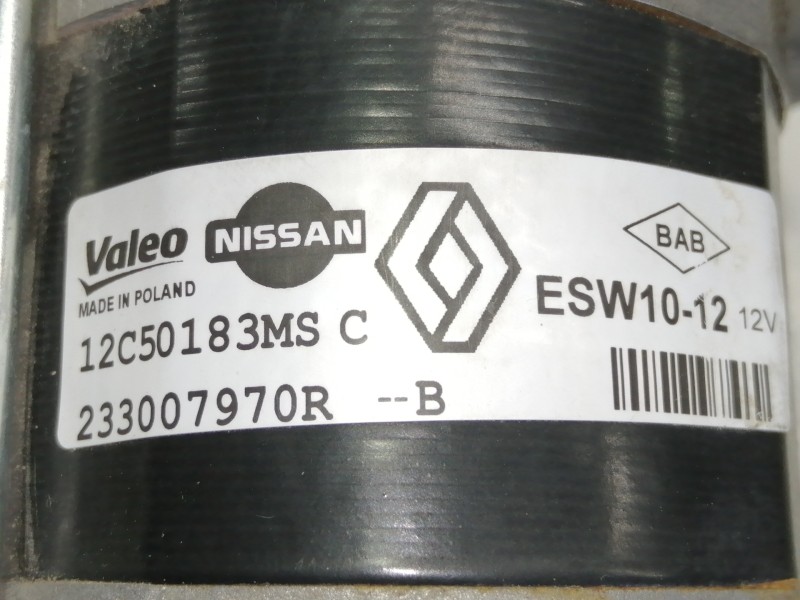 Valeo NISSAN
MADE IN POLAND
BAB
ESW10-12 12V
12C50183MS C
233007970R --B